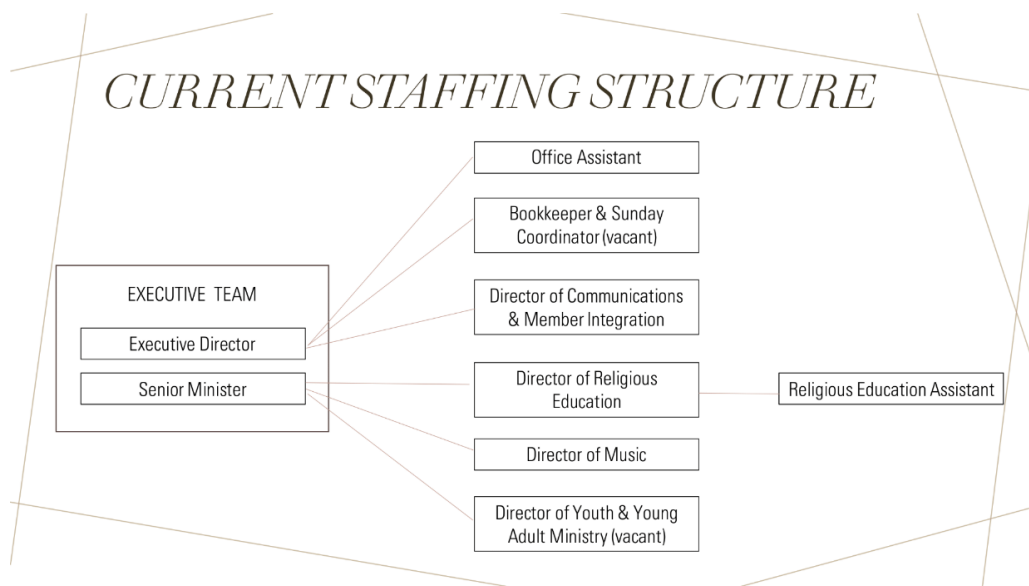 CURRENT STAFFING STRUCTURE
Office Assistant
Bookkeeper & Sunday
Coordinator (vacant)
EXECUTIVE TEAM
Executive Director
Senior Minister
Director of Communications
& Member Integration
Director of Religious
Education
Religious Education Assistant
Director of Music
Director of Youth & Young
Adult Ministry (vacant)